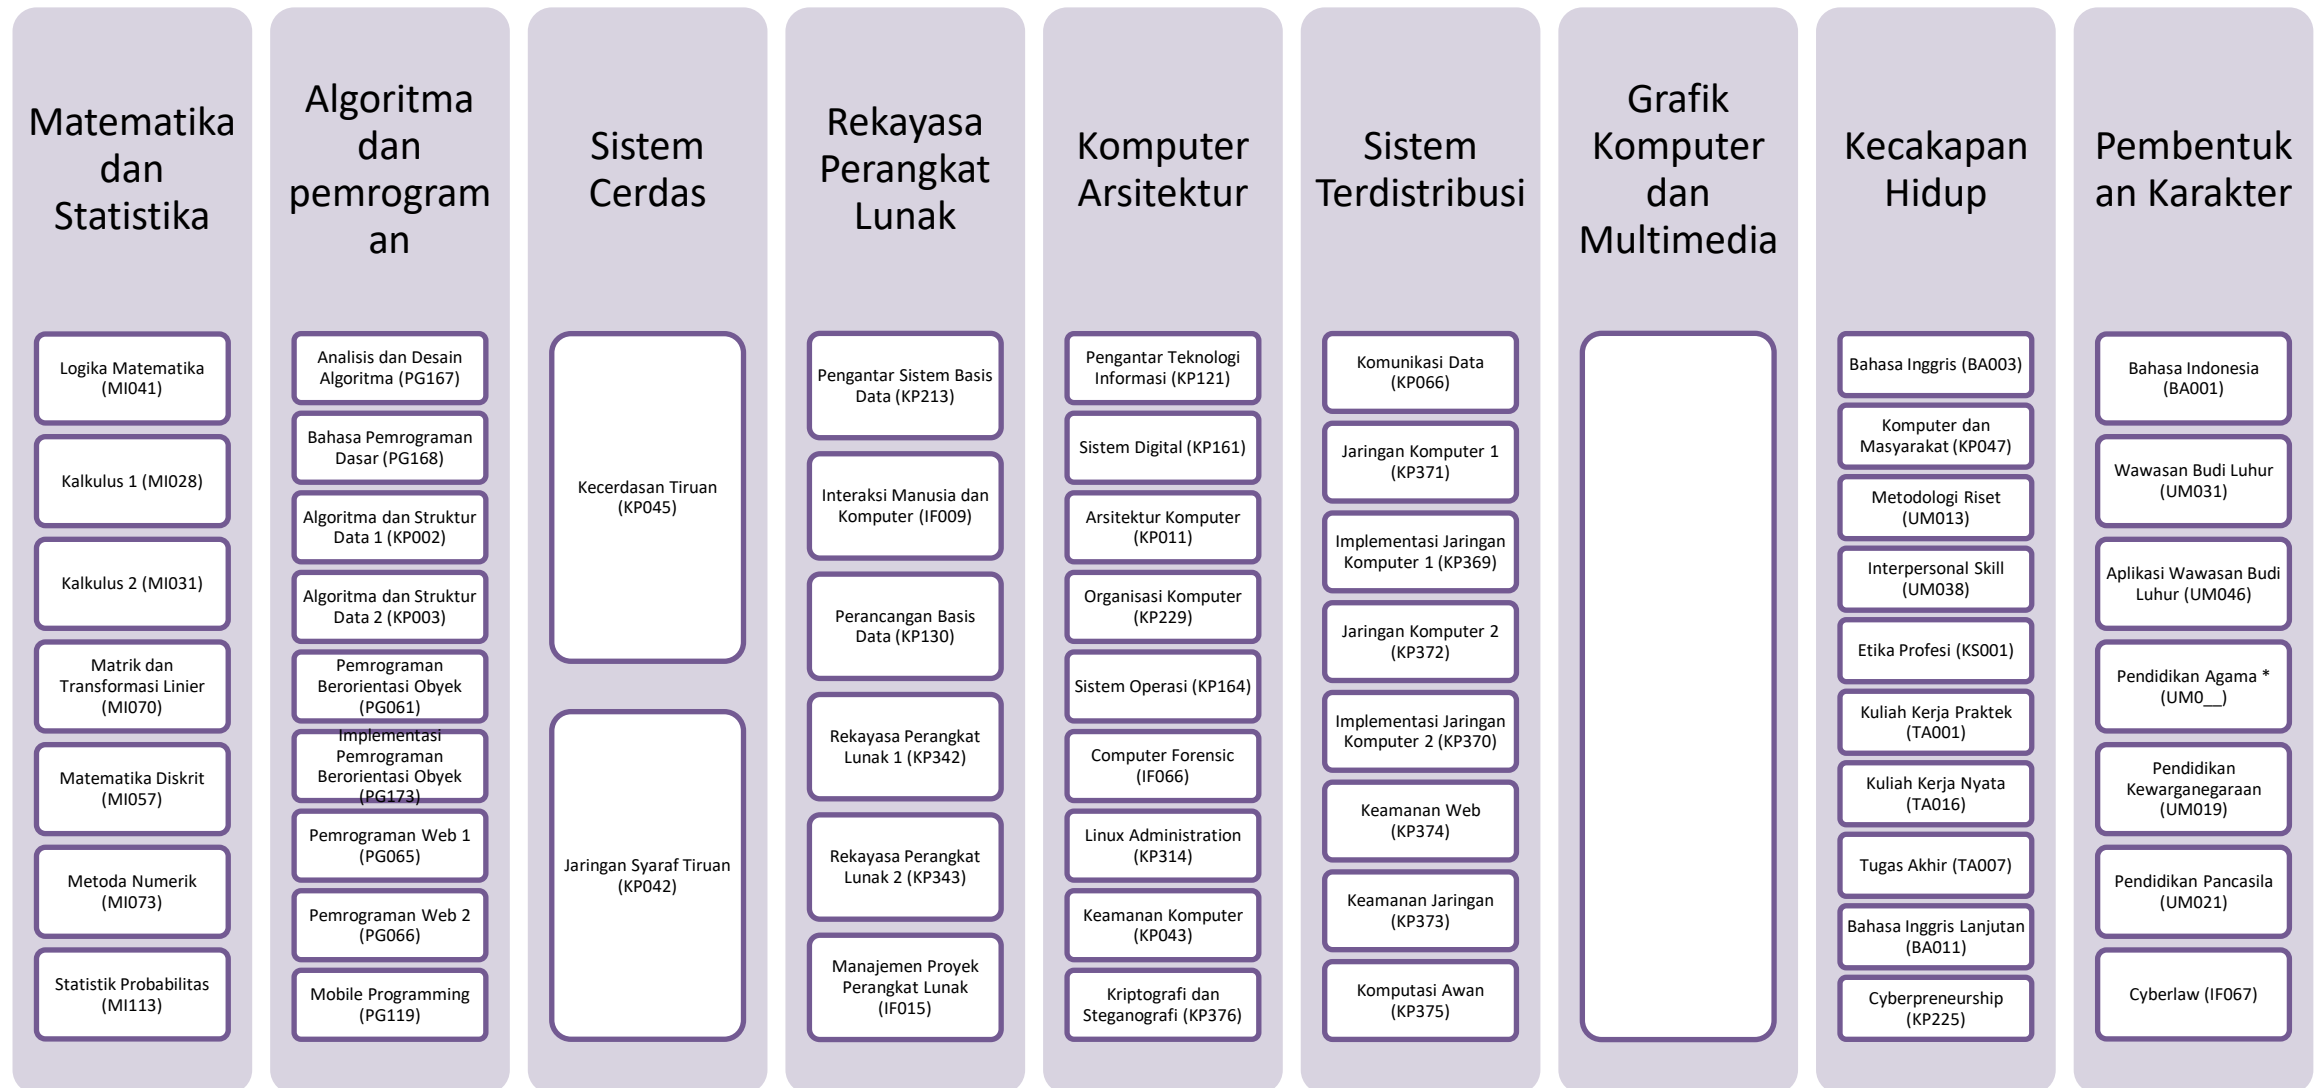 Matematika
dan
Statistika
Logika Matematika
(MI041)
Kalkulus 1 (MI028)
Kalkulus 2 (MI031)
Matrik dan
Transformasi Linier
(MI070)
Matematika Diskrit
(MI057)
Metoda Numerik
(MI073)
Statistik Probabilitas
(MI113)
Algoritma
dan
pemrogram
an
Analisis dan Desain
Algoritma (PG167)
Bahasa Pemrograman
Dasar (PG168)
Algoritma dan Struktur
Data 1 (KP002)
Algoritma dan Struktur
Data 2 (KP003)
Pemrograman
Berorientasi Obyek
(PG061)
Implementasi
Pemrograman
Berorientasi Obyek
(PG173)
Pemrograman Web 1
(PG065)
Pemrograman Web 2
(PG066)
Mobile Programming
(PG119)
Sistem
Cerdas
Kecerdasan Tiruan
(KP045)
Jaringan Syaraf Tiruan
(KP042)
Rekayasa
Perangkat
Lunak
Pengantar Sistem Basis
Data (KP213)
Interaksi Manusia dan
Komputer (IF009)
Perancangan Basis
Data (KP130)
Rekayasa Perangkat
Lunak 1 (KP342)
Rekayasa Perangkat
Lunak 2 (KP343)
Manajemen Proyek
Perangkat Lunak
(IF015)
Komputer
Arsitektur
Pengantar Teknologi
Informasi (KP121)
Sistem Digital (KP161)
Arsitektur Komputer
(KP011)
Organisasi Komputer
(KP229)
Sistem Operasi (KP164)
Computer Forensic
(IF066)
Linux Administration
(KP314)
Keamanan Komputer
(KP043)
Kriptografi dan
Steganografi (KP376)
Sistem
Terdistribusi
Komunikasi Data
(KP066)
Jaringan Komputer 1
(KP371)
Implementasi Jaringan
Komputer 1 (KP369)
Jaringan Komputer 2
(KP372)
Implementasi Jaringan
Komputer 2 (KP370)
Keamanan Web
(KP374)
Keamanan Jaringan
(KP373)
Komputasi Awan
(KP375)
Grafik
Komputer
dan
Multimedia
Kecakapan
Hidup
Bahasa Inggris (BA003)
Komputer dan
Masyarakat (KP047)
Metodologi Riset
(UM013)
Interpersonal Skill
(UM038)
Etika Profesi (KS001)
Kuliah Kerja Praktek
(TA001)
Kuliah Kerja Nyata
(TA016)
Tugas Akhir (TA007)
Bahasa Inggris Lanjutan
(BA011)
Cyberpreneurship
(KP225)
Pembentuk
an Karakter
Bahasa Indonesia
(BA001)
Wawasan Budi Luhur
(UM031)
Aplikasi Wawasan Budi
Luhur (UM046)
Pendidikan Agama *
(UM0__)
Pendidikan
Kewarganegaraan
(UM019)
Pendidikan Pancasila
(UM021)
Cyberlaw (IF067)